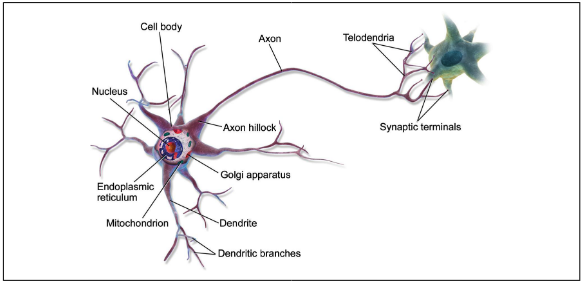 Cell body
Axon
Telodendria
Nucleus
Axon hillock
Synaptic terminals
Golgi apparatus
Endoplasmic
reticulum
Mitochondrion
Dendrite
Dendritic branches